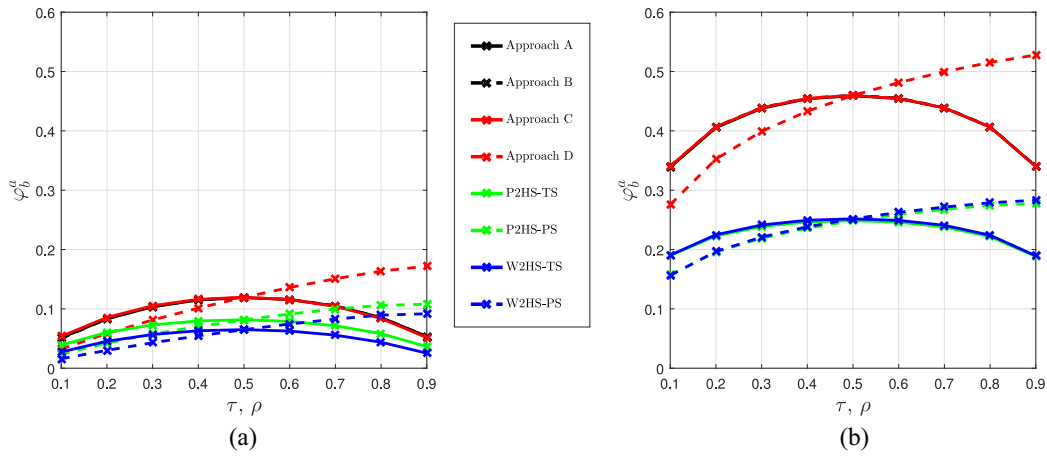 0.6
0.5
0.4
0.3
0.2
0.1
0
φ_b^a
0.1 0.2 0.3 0.4 0.5 0.6 0.7 0.8 0.9
τ, ρ
(a)
Approach A
Approach B
Approach C
Approach D
P2HS-TS
P2HS-PS
W2HS-TS
W2HS-PS
0.6
0.5
0.4
0.3
0.2
0.1
0
φ_b^a
0.1 0.2 0.3 0.4 0.5 0.6 0.7 0.8 0.9
τ, ρ
(b)